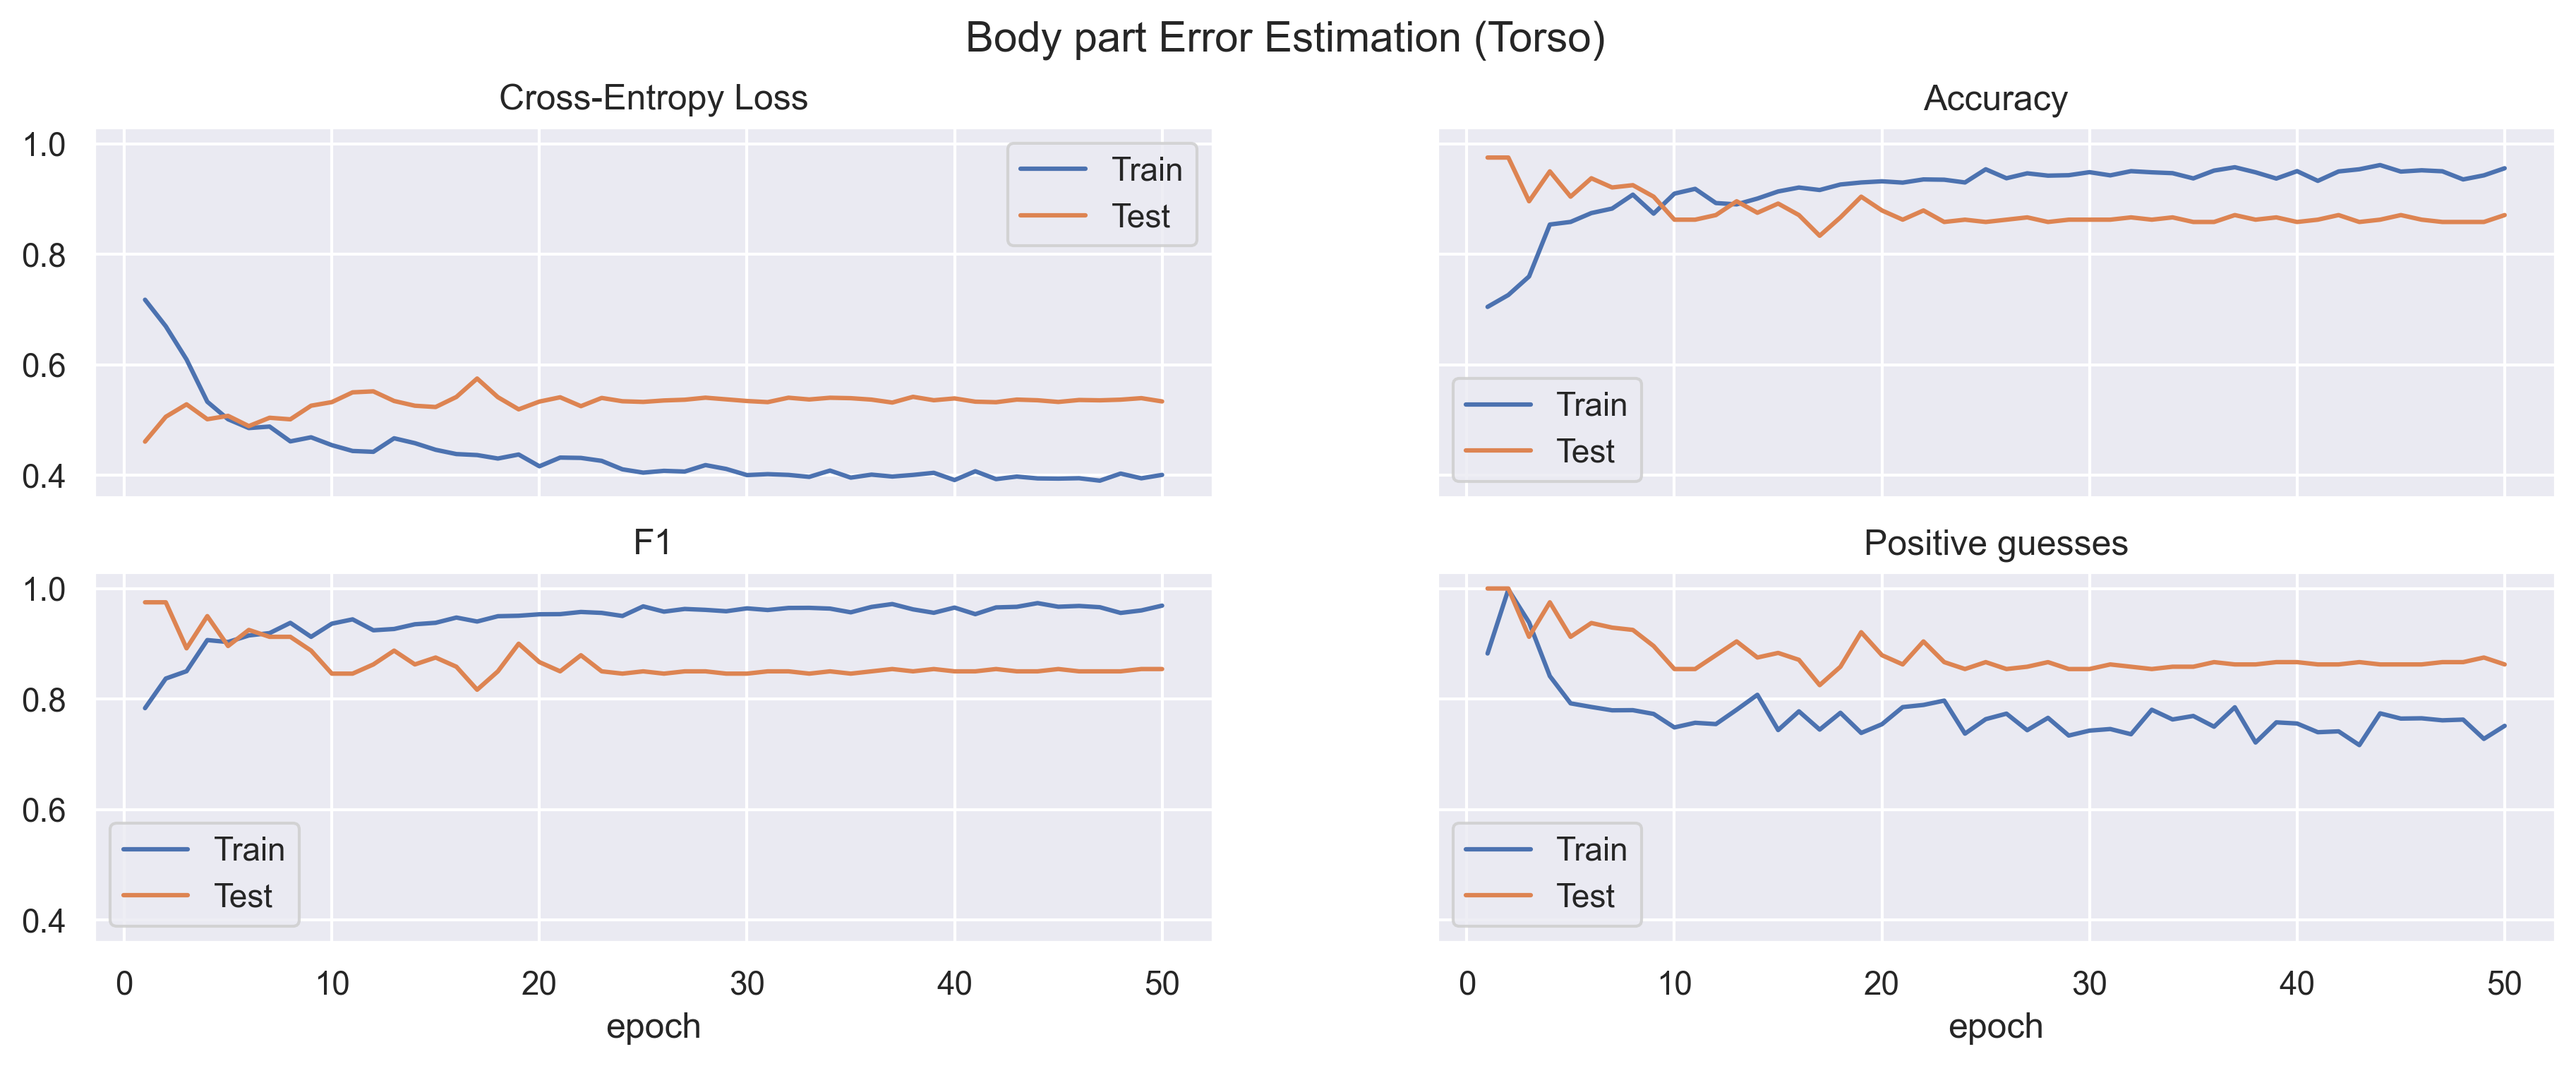 Body part Error Estimation (Torso)
Cross-Entropy Loss
1.0
0.8
0.6
0.4
Train
Test
Accuracy
Train
Test
F1
1.0
0.8
0.6
0.4
Train
Test
0 10 20 30 40 50
epoch
Positive guesses
Train
Test
0 10 20 30 40 50
epoch